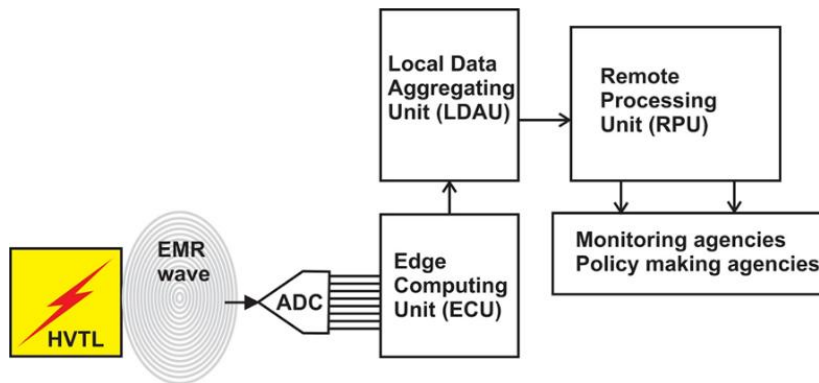 HVTL
EMR
wave
ADC
Edge
Computing
Unit (ECU)
Local Data
Aggregating
Unit (LDAU)
Remote
Processing
Unit (RPU)
Monitoring agencies
Policy making agencies